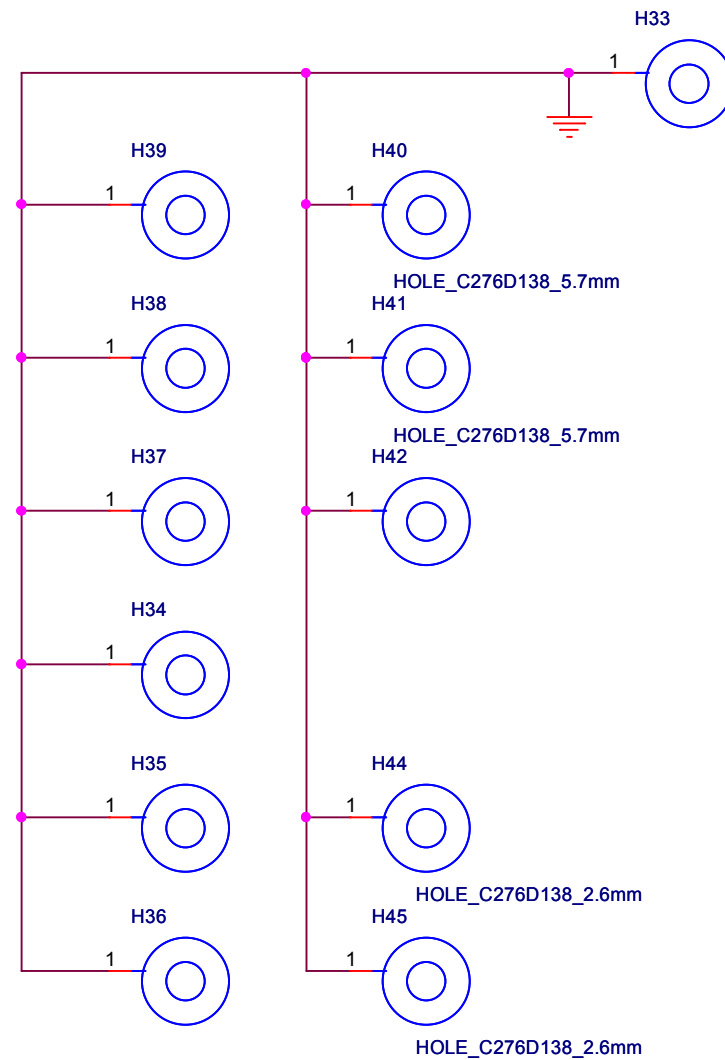 H33
1
H39
1
H40
1
HOLE_C276D138_5.7mm
H38
1
H41
1
HOLE_C276D138_5.7mm
H37
1
H42
1
H34
1
H35
1
H44
1
HOLE_C276D138_2.6mm
H36
1
H45
1
HOLE_C276D138_2.6mm